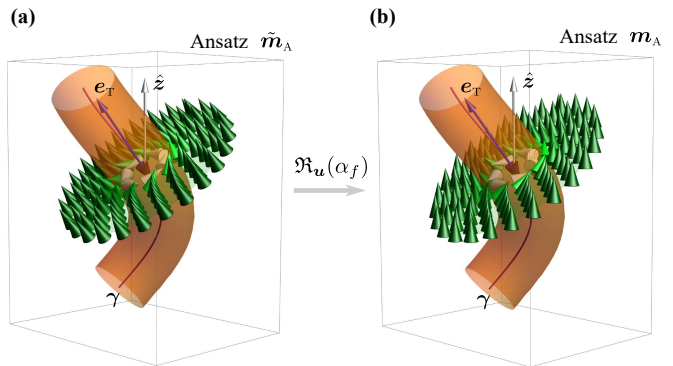 (a)
Ansatz m̃_A
e_T
ẑ
γ
ℜ_u(α_f)
(b)
Ansatz m_A
e_T
ẑ
γ